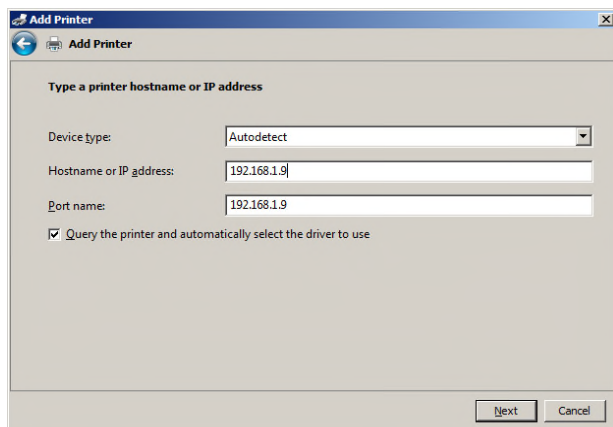 Add Printer
Add Printer
Type a printer hostname or IP address
Device type: Autodetect
Hostname or IP address: 192.168.1.9
Port name: 192.168.1.9
Query the printer and automatically select the driver to use
Next Cancel